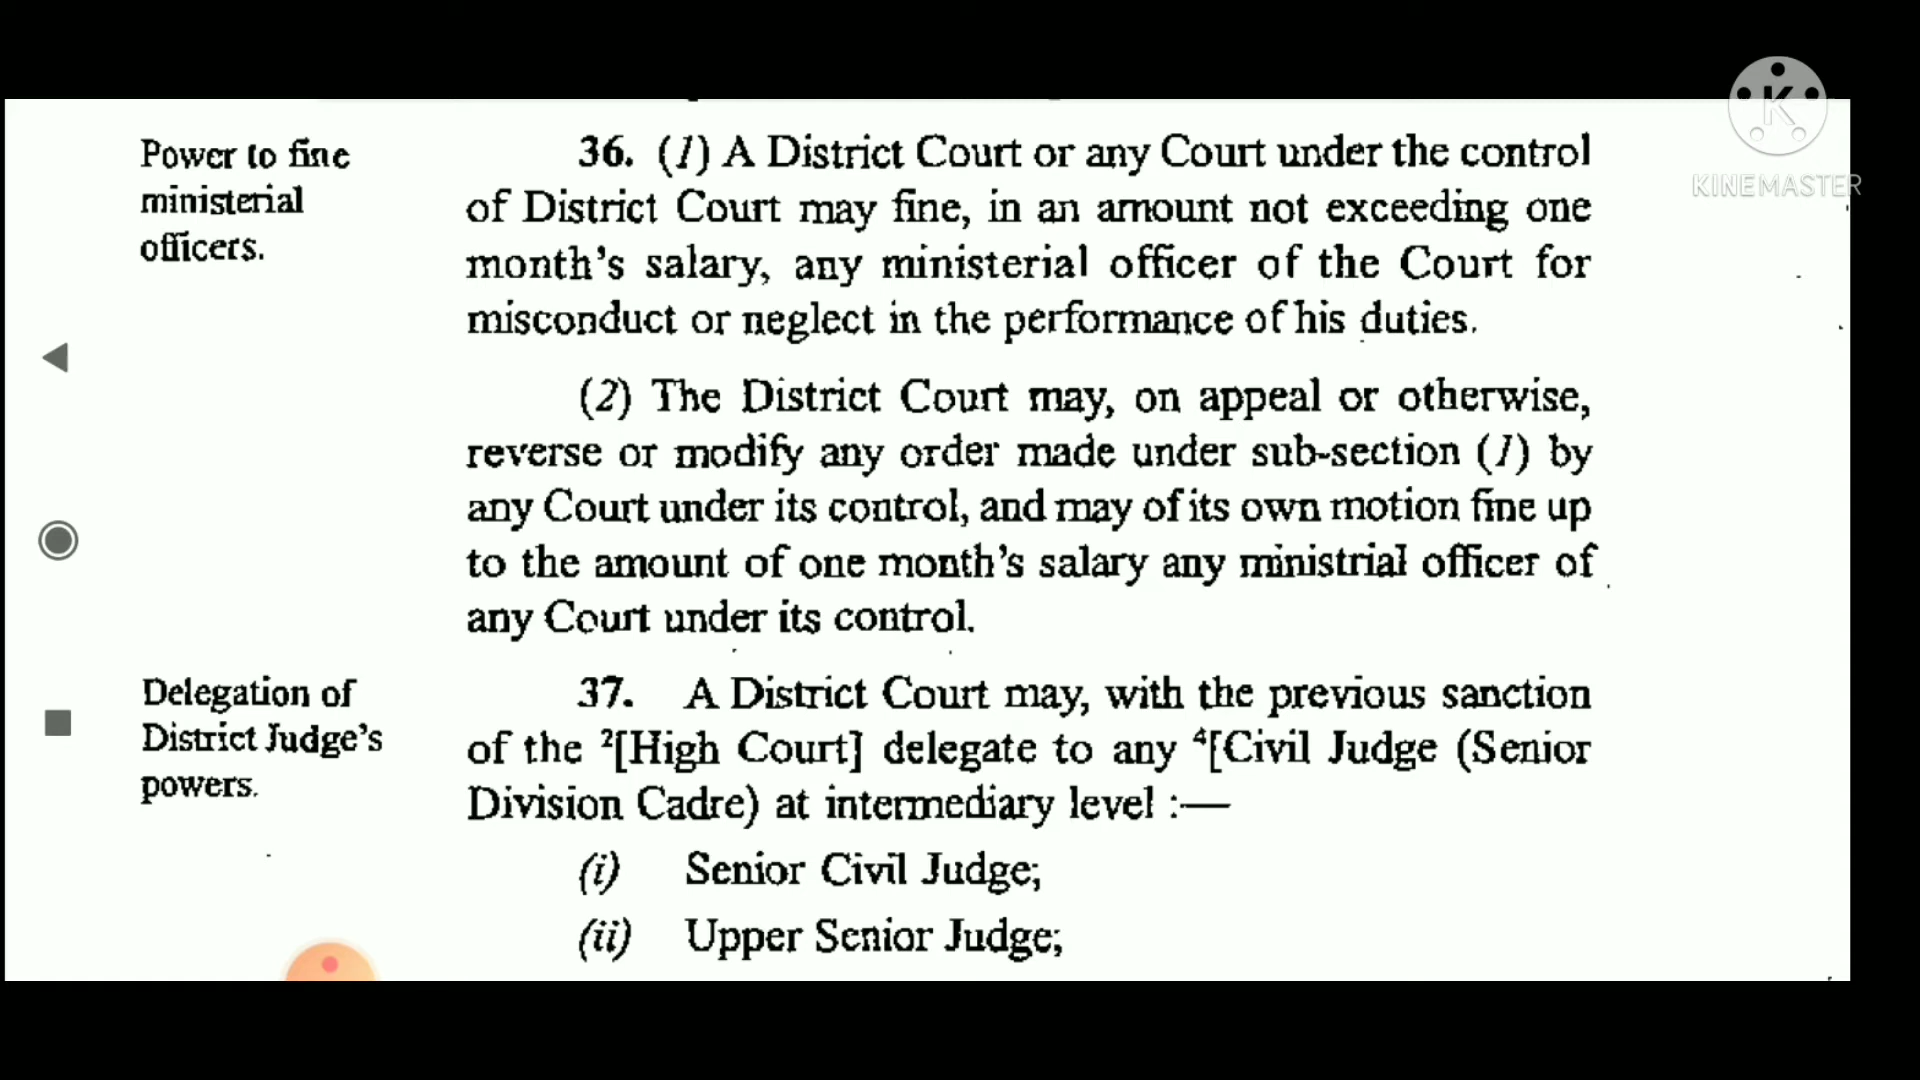 Power to fine
ministerial
officers.
36. (1) A District Court or any Court under the control
of District Court may fine, in an amount not exceeding one
month's salary, any ministerial officer of the Court for
misconduct or neglect in the performance of his duties.
(2) The District Court may, on appeal or otherwise,
reverse or modify any order made under sub-section (1) by
any Court under its control, and may of its own motion fine up
to the amount of one month's salary any ministrial officer of
any Court under its control.
Delegation of
District Judge's
powers.
37. A District Court may, with the previous sanction
of the ²[High Court] delegate to any ⁴[Civil Judge (Senior
Division Cadre) at intermediary level :—
(i) Senior Civil Judge;
(ii) Upper Senior Judge;
K
KINEMASTER